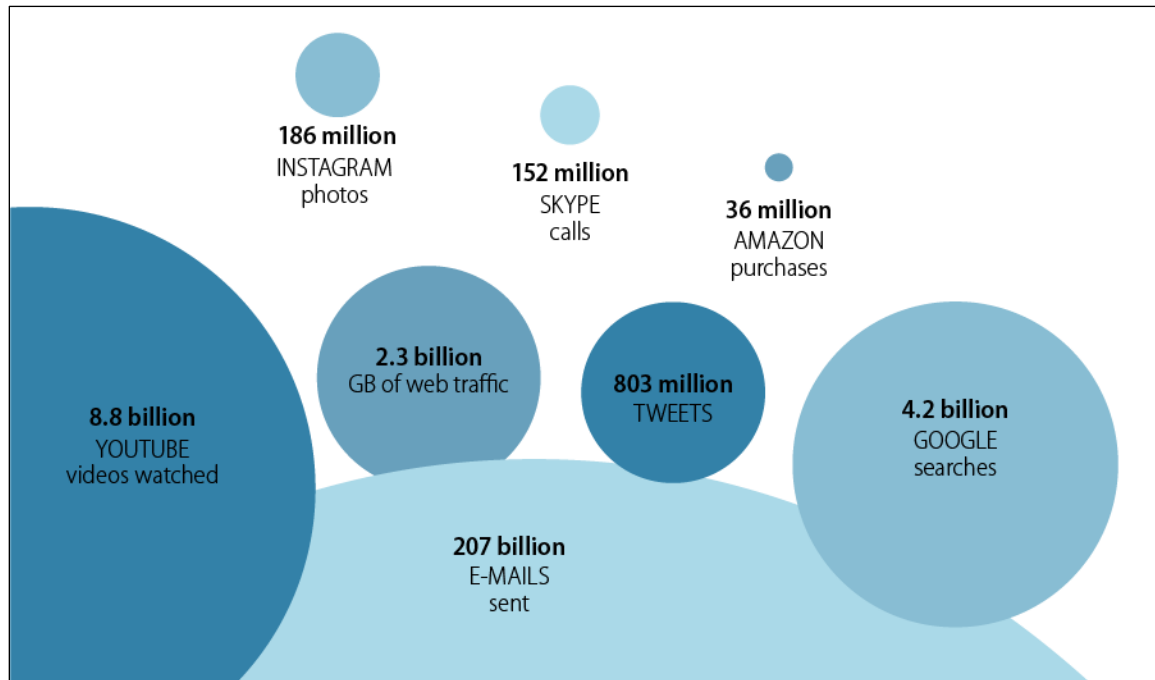 186 million
INSTAGRAM
photos
152 million
SKYPE
calls
36 million
AMAZON
purchases
8.8 billion
YOUTUBE
videos watched
2.3 billion
GB of web traffic
803 million
TWEETS
4.2 billion
GOOGLE
searches
207 billion
E-MAILS
sent